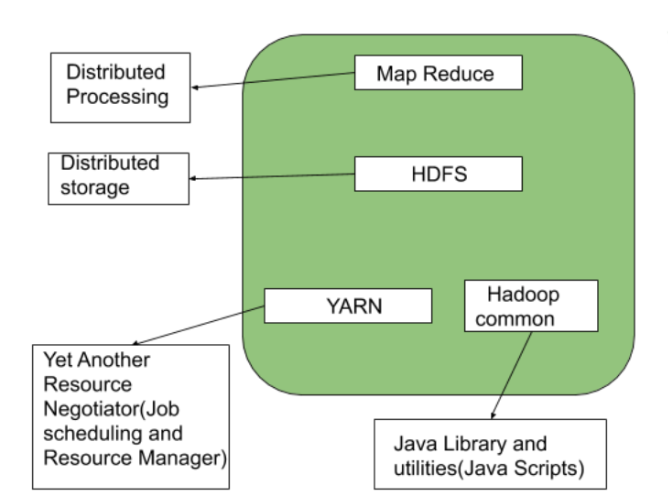 Distributed
Processing
Map Reduce
Distributed
storage
HDFS
YARN
Hadoop
common
Yet Another
Resource
Negotiator(Job
scheduling and
Resource Manager)
Java Library and
utilities(Java Scripts)